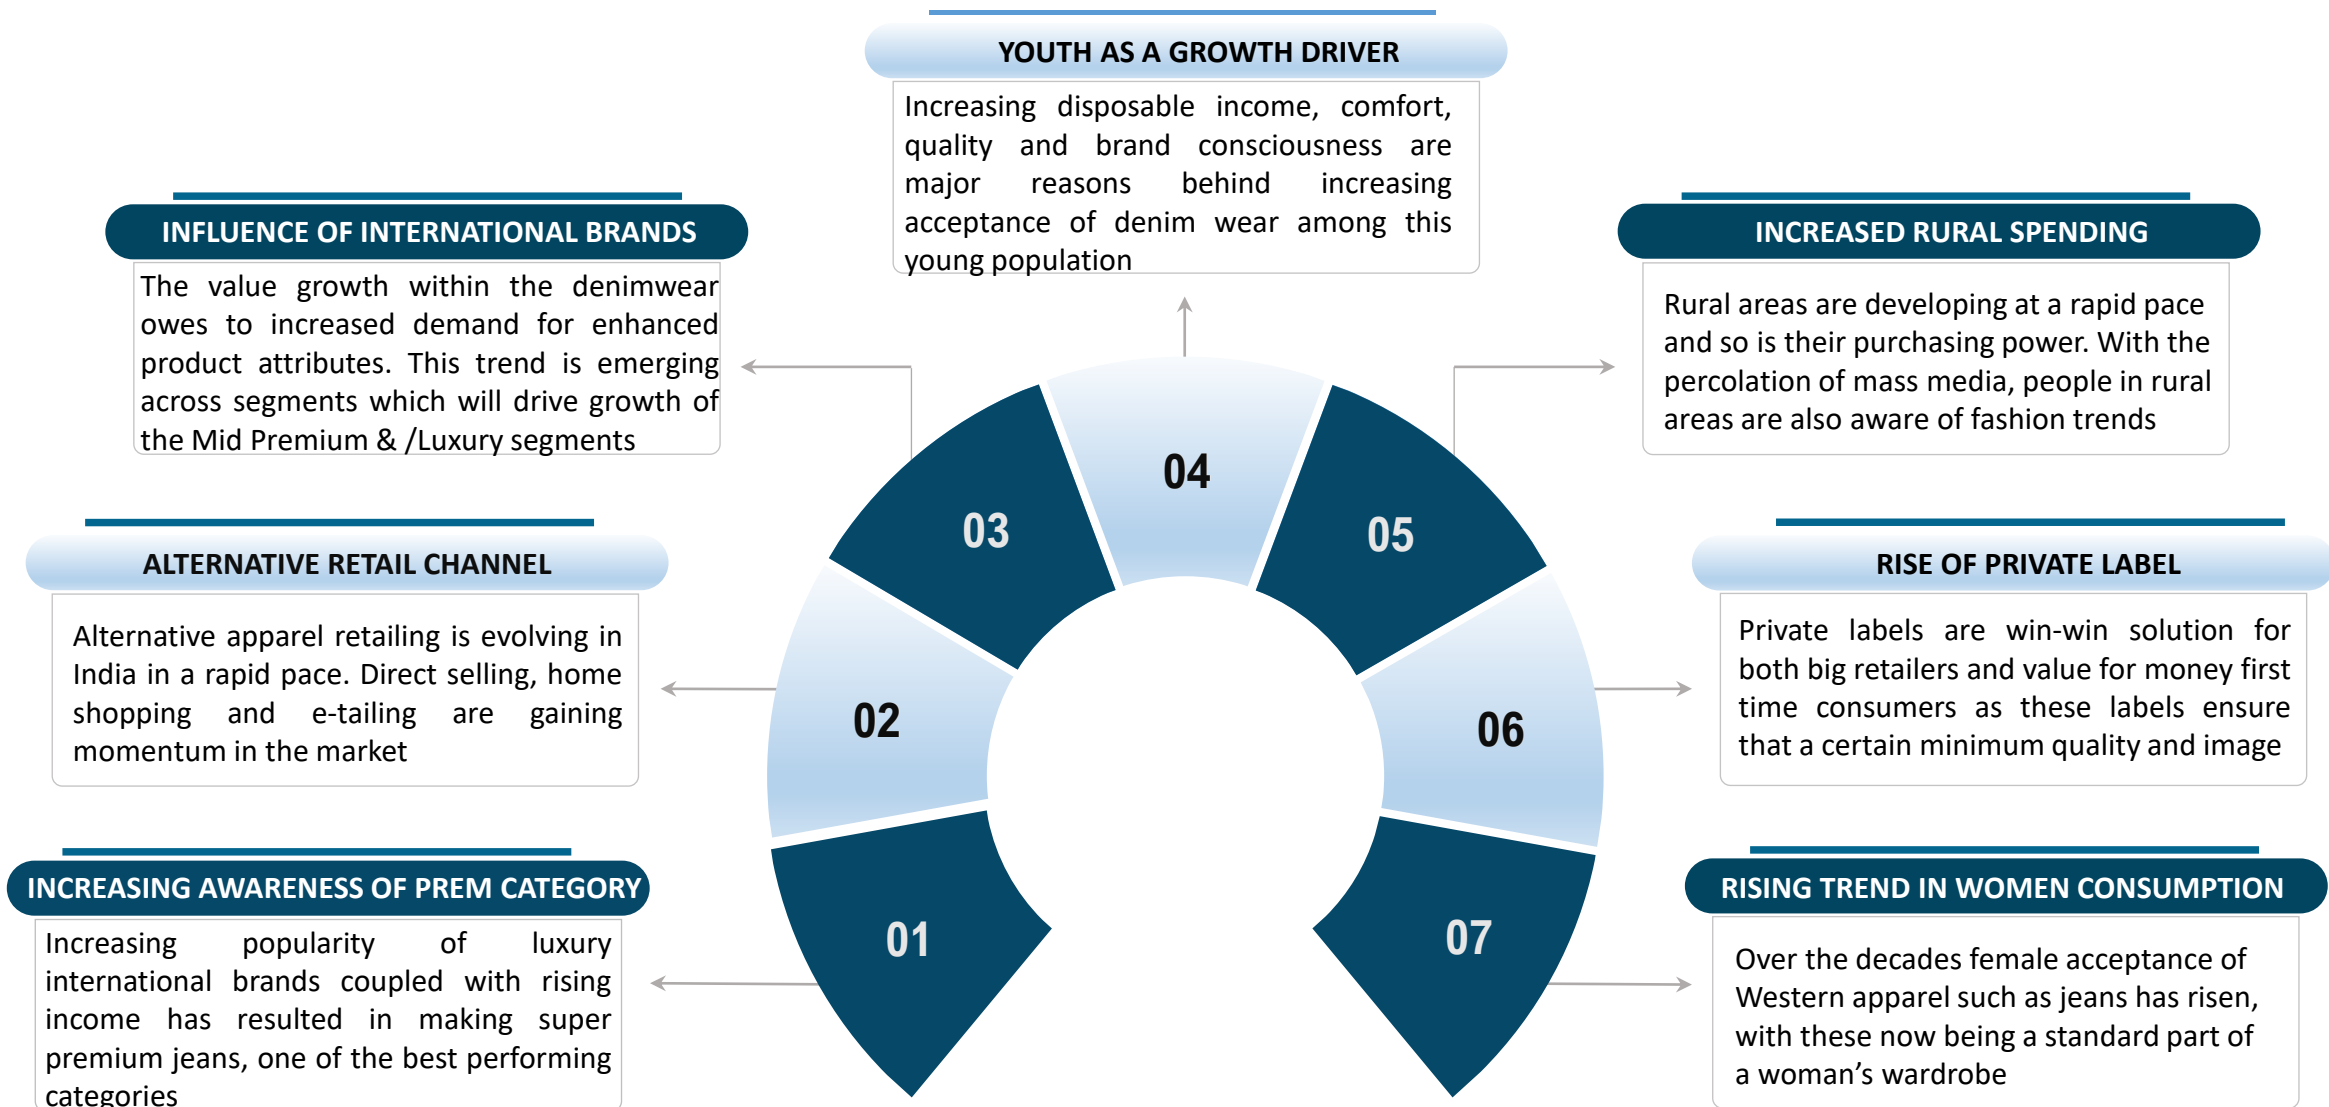 YOUTH AS A GROWTH DRIVER
Increasing disposable income, comfort,
quality and brand consciousness are
major reasons behind increasing
acceptance of denim wear among this
young population
INFLUENCE OF INTERNATIONAL BRANDS
The value growth within the denimwear
owes to increased demand for enhanced
product attributes. This trend is emerging
across segments which will drive growth of
the Mid Premium & /Luxury segments
INCREASED RURAL SPENDING
Rural areas are developing at a rapid pace
and so is their purchasing power. With the
percolation of mass media, people in rural
areas are also aware of fashion trends
ALTERNATIVE RETAIL CHANNEL
Alternative apparel retailing is evolving in
India in a rapid pace. Direct selling, home
shopping and e-tailing are gaining
momentum in the market
RISE OF PRIVATE LABEL
Private labels are win-win solution for
both big retailers and value for money first
time consumers as these labels ensure
that a certain minimum quality and image
INCREASING AWARENESS OF PREM CATEGORY
Increasing popularity of luxury
international brands coupled with rising
income has resulted in making super
premium jeans, one of the best performing
categories
RISING TREND IN WOMEN CONSUMPTION
Over the decades female acceptance of
Western apparel such as jeans has risen,
with these now being a standard part of
a woman’s wardrobe
01
02
03
04
05
06
07